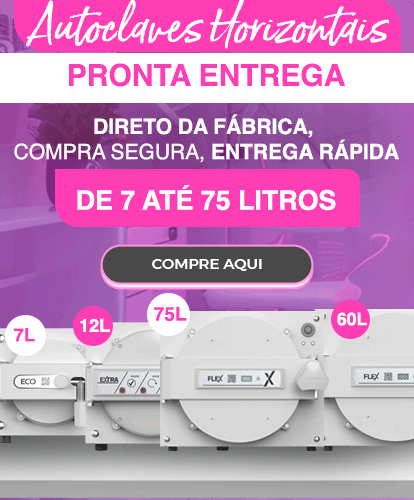 Autoclaves Horizontais
PRONTA ENTREGA
DIRETO DA FÁBRICA,
COMPRA SEGURA, ENTREGA RÁPIDA
DE 7 ATÉ 75 LITROS
COMPRE AQUI
7L
12L
75L
60L
ECO
EXTRA
FLEX
X
FLEX